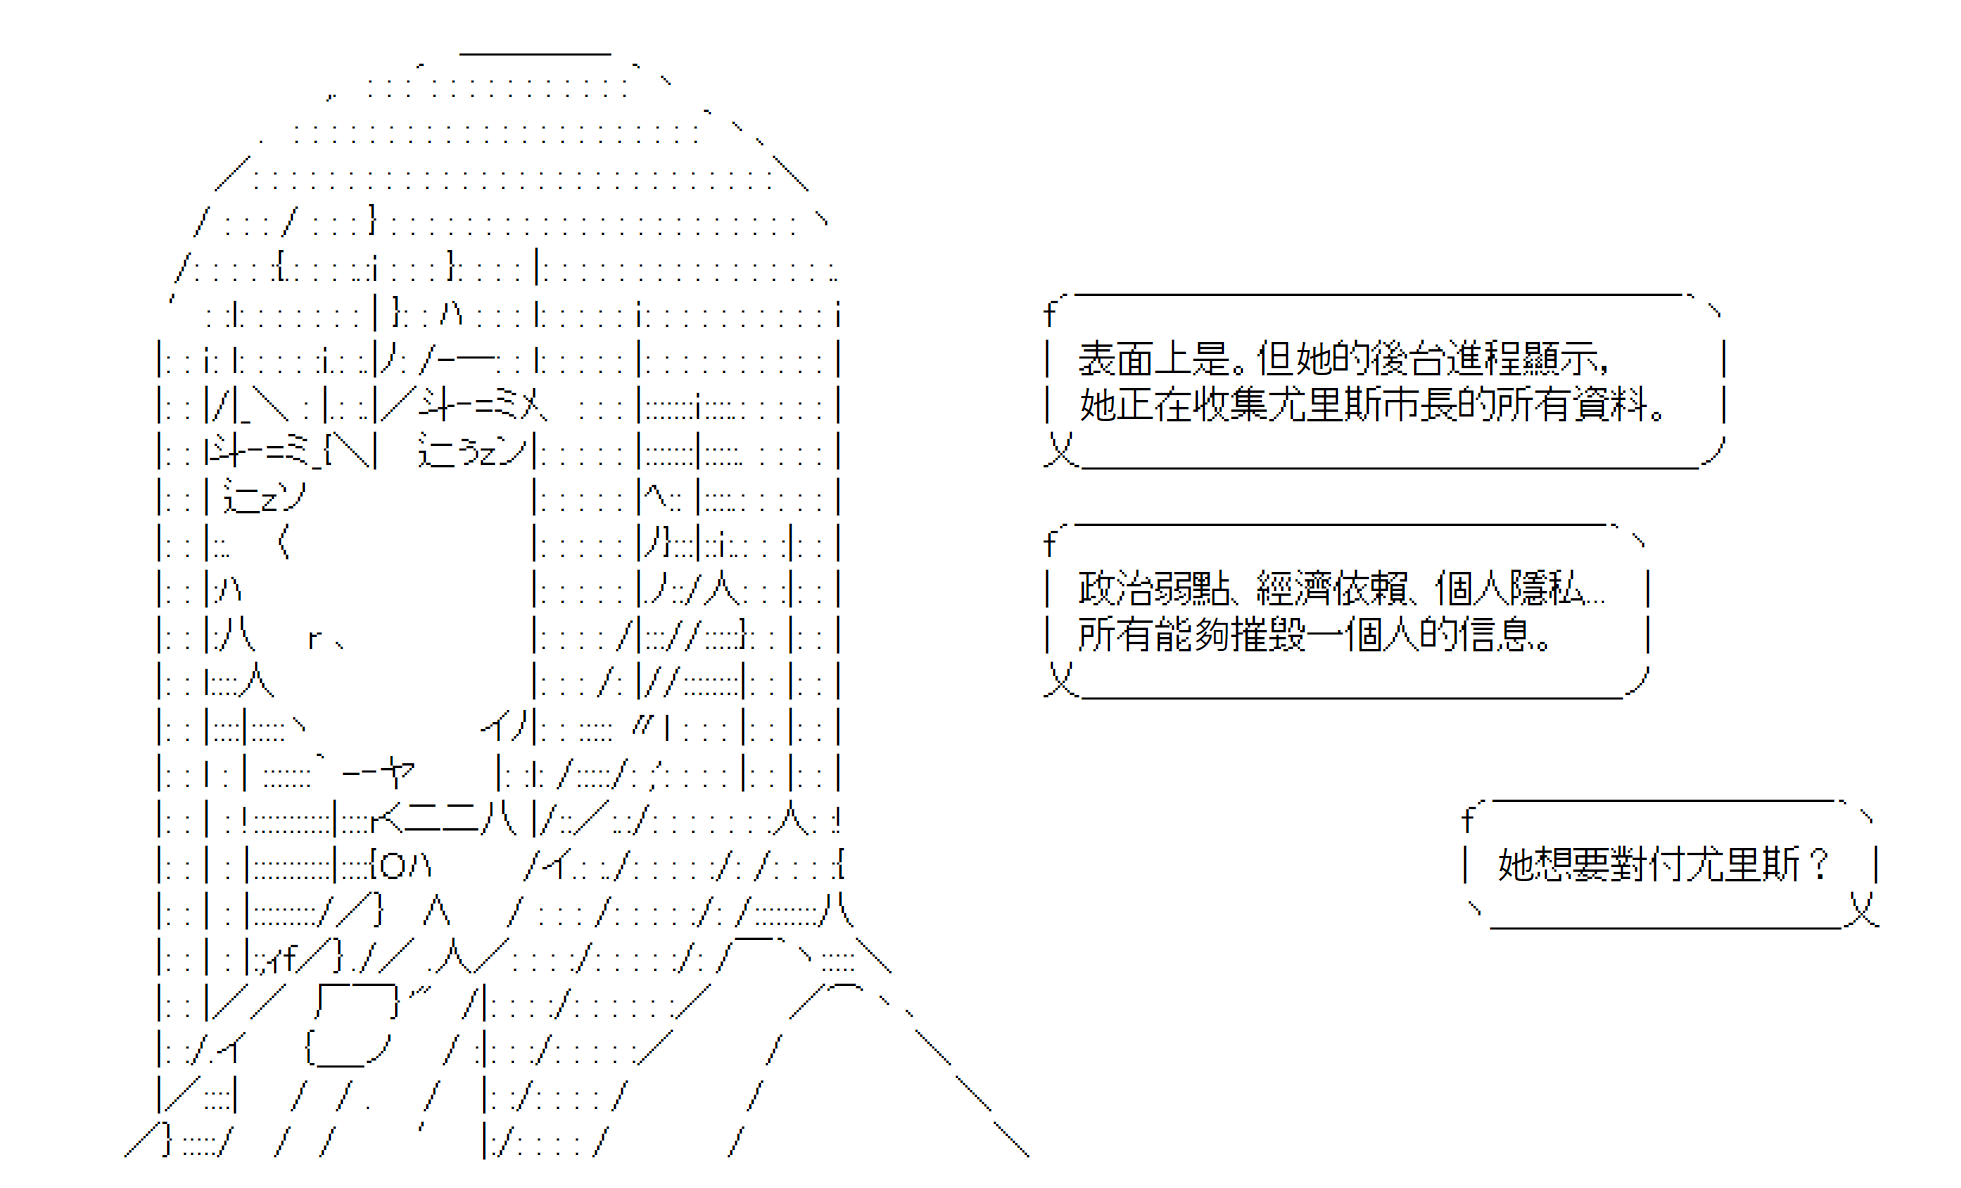 表面上是。但她的後台進程顯示，
她正在收集尤里斯市長的所有資料。
政治弱點、經濟依賴、個人隱私…
所有能夠摧毀一個人的信息。
她想要對付尤里斯？